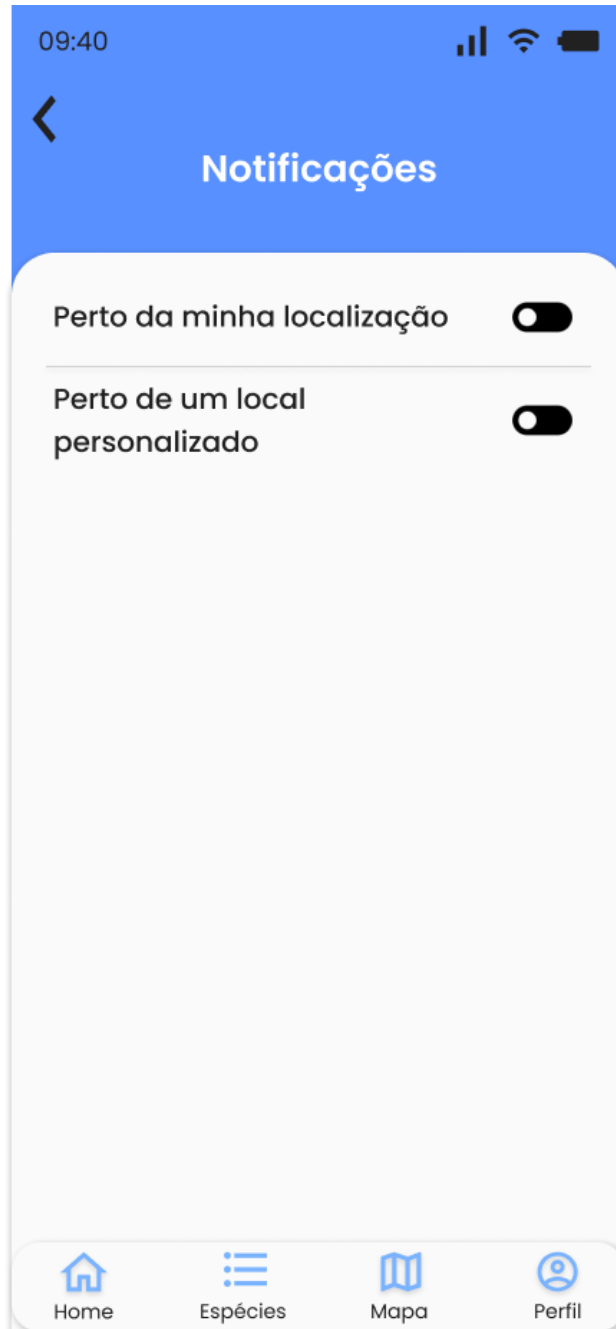 09:40
Notificações
Perto da minha localização
Perto de um local
personalizado
Home
Espécies
Mapa
Perfil